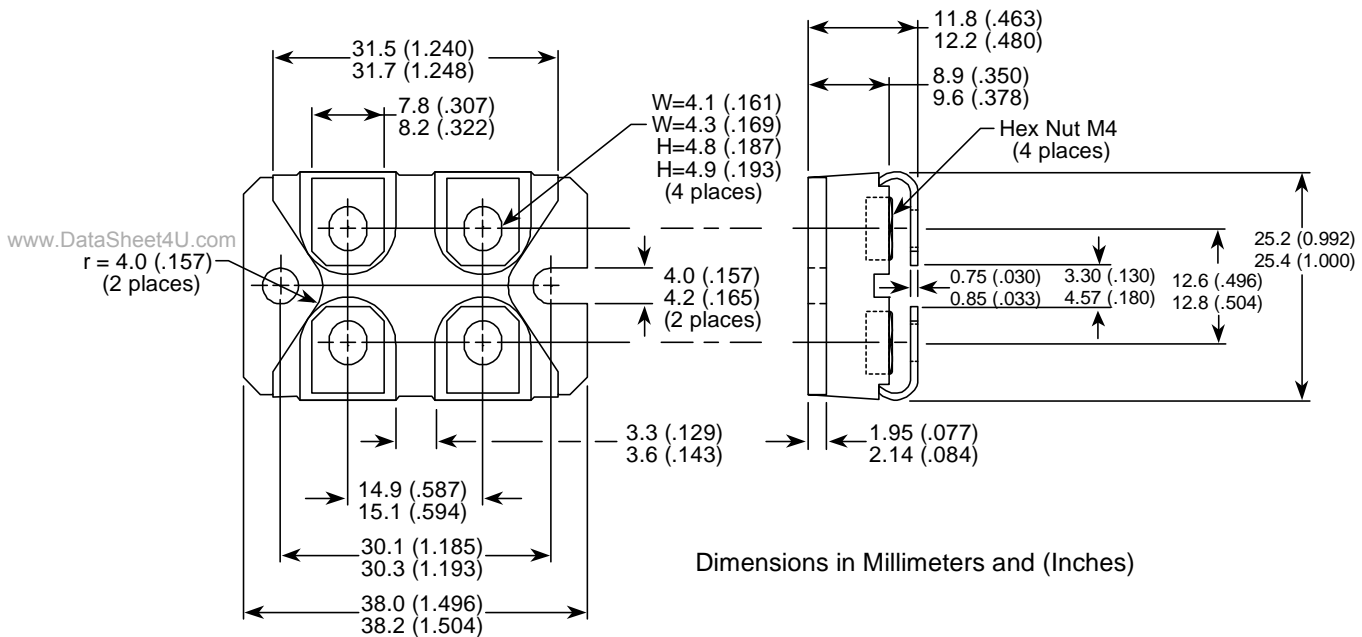 11.8 (.463)
12.2 (.480)
31.5 (1.240)
31.7 (1.248)
8.9 (.350)
9.6 (.378)
7.8 (.307)
8.2 (.322)
W=4.1 (.161)
W=4.3 (.169)
H=4.8 (.187)
H=4.9 (.193)
(4 places)
Hex Nut M4
(4 places)
www.DataSheet4U.com
r = 4.0 (.157)
(2 places)
4.0 (.157)
4.2 (.165)
(2 places)
0.75 (.030)
0.85 (.033)
3.30 (.130)
4.57 (.180)
12.6 (.496)
12.8 (.504)
25.2 (0.992)
25.4 (1.000)
3.3 (.129)
3.6 (.143)
1.95 (.077)
2.14 (.084)
14.9 (.587)
15.1 (.594)
30.1 (1.185)
30.3 (1.193)
38.0 (1.496)
38.2 (1.504)
Dimensions in Millimeters and (Inches)